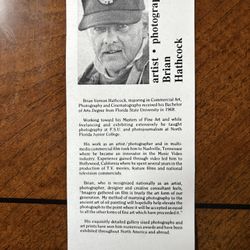 artist • photograp
Brian
Hathcock
Brian Vernon Hathcock, majoring in Commercial Art,
Photography and Cinematography received his Bachelor
of Arts Degree from Florida State University in 1968.
Working toward his Masters of Fine Art and while
freelancing and exhibiting extensively he taught
photography at F.S.U. and photojournalism at North
Florida Junior College.
His work as an artist/photographer and in multi-
media commercial film took him to Nashville, Tennessee
where he became an innovator in the Music Video
industry. Experience gained through video led him to
Hollywood, California where he spent several years in the
production of T.V. movies, feature films and national
television commercials.
Brian, who is recognized nationally as an artist,
photographer, designer and creative consultant feels,
"Imagery gathered on film is truly the art form of our
generation. My method of stamping photography to the
ancient art of oil painting will hopefully help elevate the
photograph to the point where it will be accepted as equal
to all the other forms of fine art which have preceded it."
His exquisitely detailed gallery sized photographs and
art prints have won him numerous awards and have been
exhibited throughout North America and abroad.